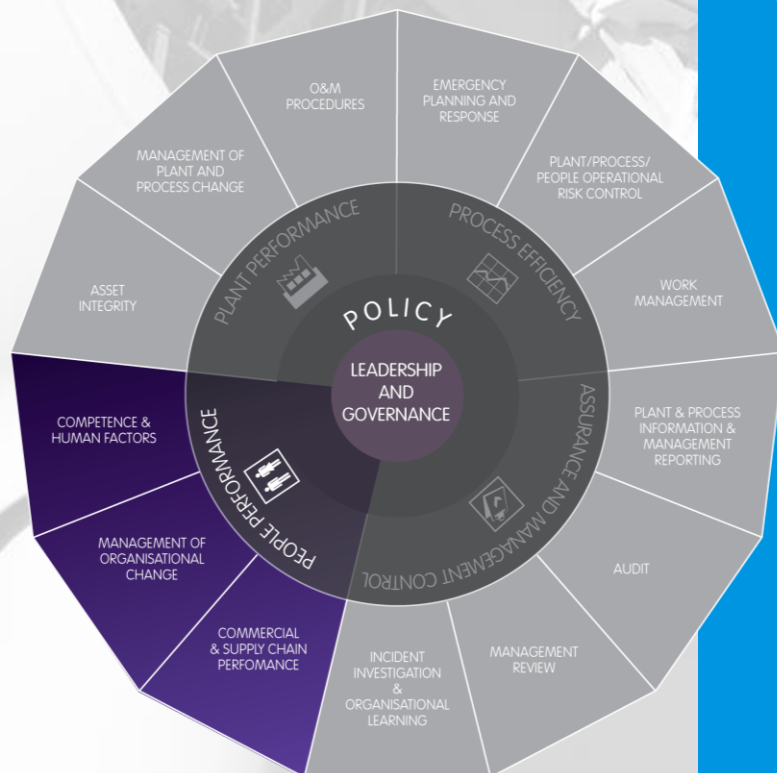 O&M
PROCEDURES
EMERGENCY
PLANNING AND
RESPONSE
MANAGEMENT OF
PLANT AND
PROCESS CHANGE
PLANT/PROCESS/
PEOPLE OPERATIONAL
RISK CONTROL
ASSET
INTEGRITY
WORK
MANAGEMENT
PLANT PERFORMANCE
PROCESS EFFICIENCY
POLICY
LEADERSHIP
AND
GOVERNANCE
COMPETENCE &
HUMAN FACTORS
PLANT & PROCESS
INFORMATION &
MANAGEMENT
REPORTING
PEOPLE PERFORMANCE
ASSURANCE AND MANAGEMENT CONTROL
MANAGEMENT OF
ORGANISATIONAL
CHANGE
AUDIT
COMMERCIAL
& SUPPLY CHAIN
PERFOMANCE
INCIDENT
INVESTIGATION
&
ORGANISATIONAL
LEARNING
MANAGEMENT
REVIEW